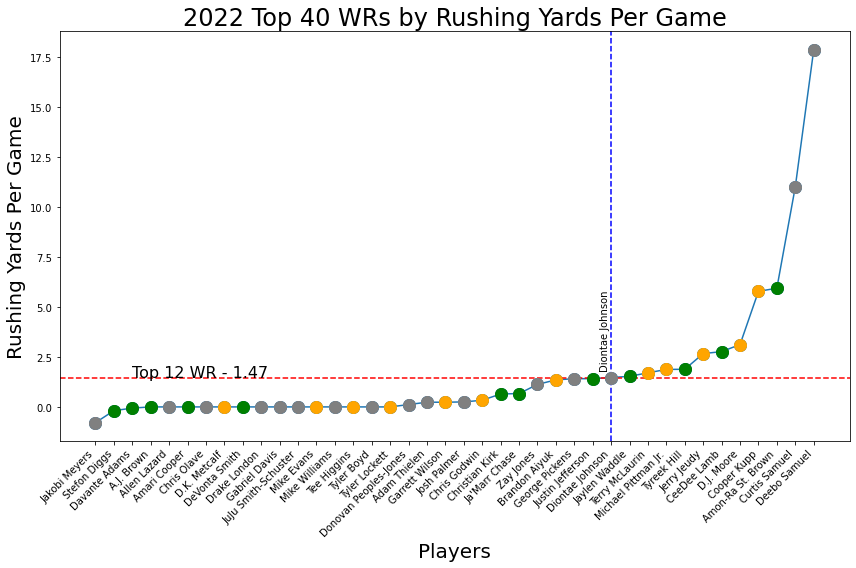 2022 Top 40 WRs by Rushing Yards Per Game
Rushing Yards Per Game
17.5
15.0
12.5
10.0
7.5
5.0
2.5
0.0
Top 12 WR - 1.47
Diontae Johnson
Jakobi Meyers
Stefon Diggs
Davante Adams
A.J. Brown
Allen Lazard
Amari Cooper
Chris Olave
D.K. Metcalf
DeVonta Smith
Drake London
Gabriel Davis
JuJu Smith-Schuster
Mike Evans
Mike Williams
Tee Higgins
Tyler Boyd
Tyler Lockett
Donovan Peoples-Jones
Adam Thielen
Garrett Wilson
Josh Palmer
Chris Godwin
Christian Kirk
Ja'Marr Chase
Zay Jones
Brandon Aiyuk
George Pickens
Justin Jefferson
Diontae Johnson
Jaylen Waddle
Terry McLaurin
Michael Pittman Jr.
Tyreek Hill
Jerry Jeudy
CeeDee Lamb
D.J. Moore
Cooper Kupp
Amon-Ra St. Brown
Curtis Samuel
Deebo Samuel
Players